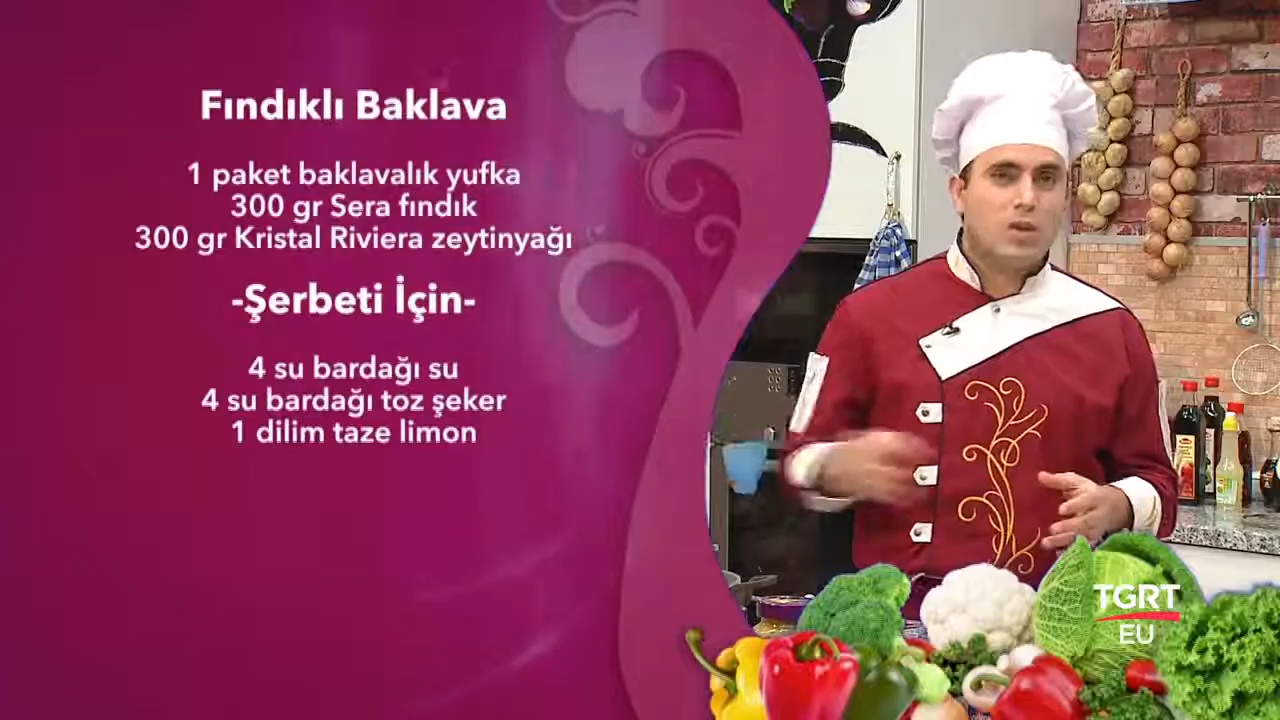 Fındıklı Baklava
1 paket baklavalık yufka
300 gr Sera fındık
300 gr Kristal Riviera zeytinyağı
-Şerbeti İçin-
4 su bardağı su
4 su bardağı toz şeker
1 dilim taze limon
TGRT
EU